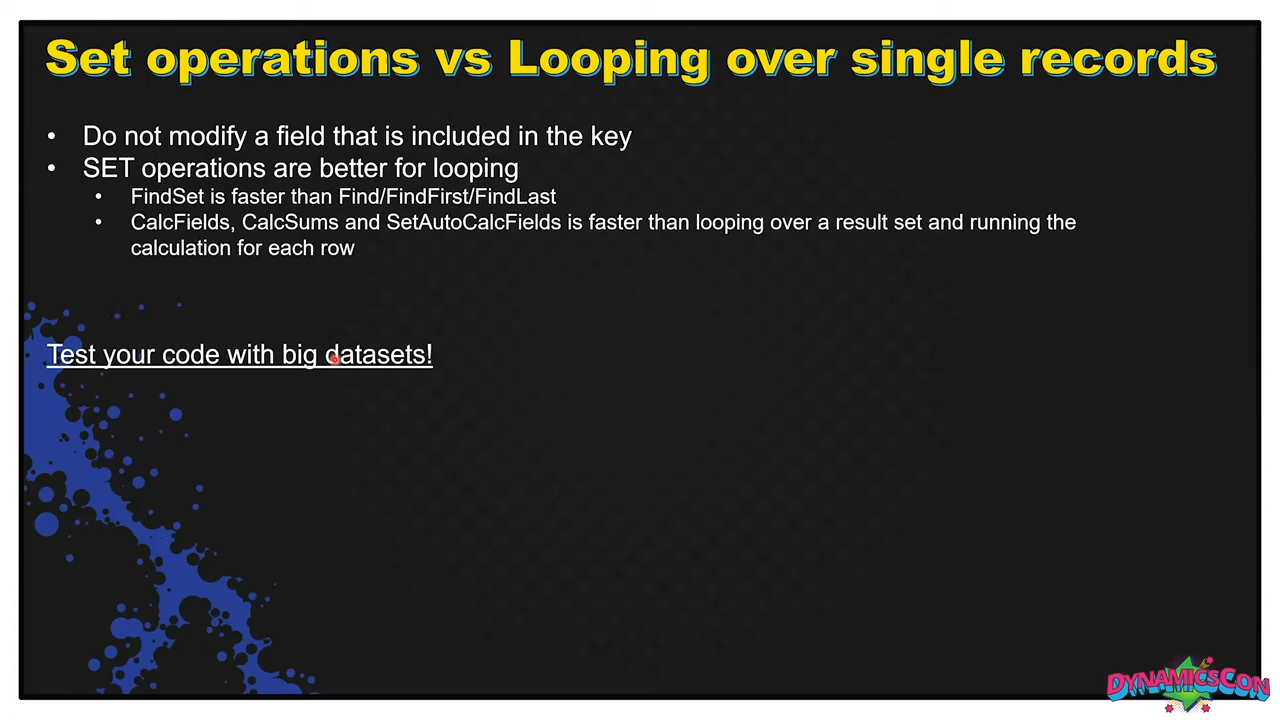 Set operations vs Looping over single records
• Do not modify a field that is included in the key
• SET operations are better for looping
• FindSet is faster than Find/FindFirst/FindLast
• CalcFields, CalcSums and SetAutoCalcFields is faster than looping over a result set and running the
calculation for each row
Test your code with big datasets!
DYNAMICSCON